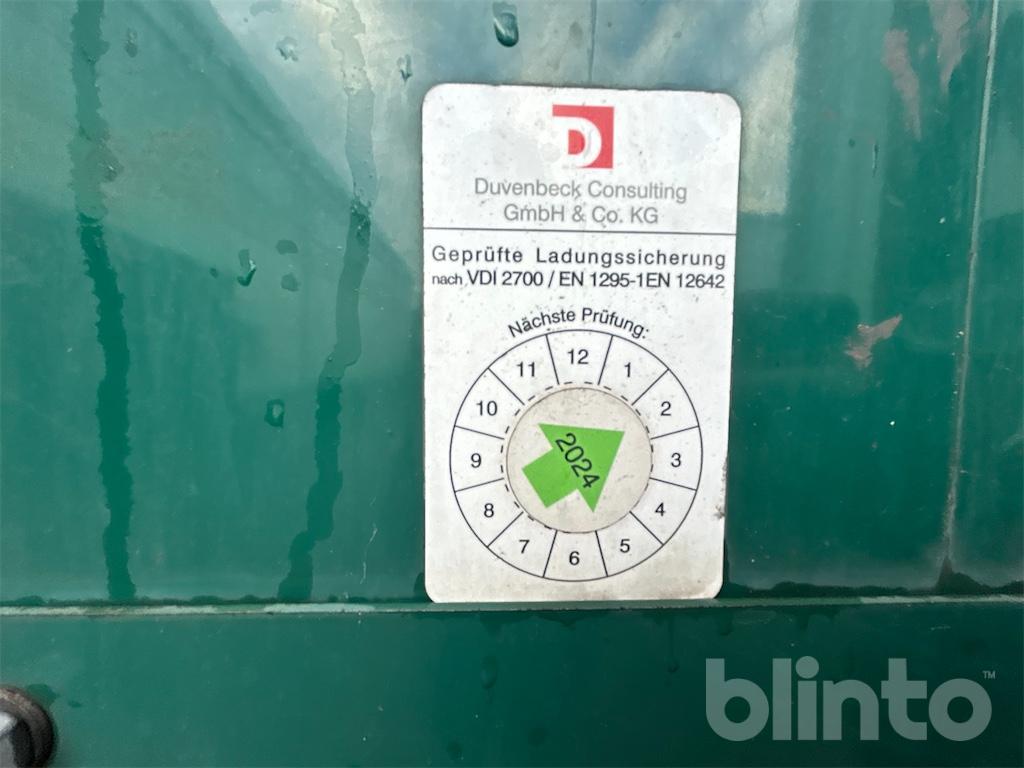 D
Duvenbeck Consulting
GmbH & Co. KG
Geprüfte Ladungssicherung
nach VDI 2700 / EN 1295-1EN 12642
Nächste Prüfung:
12
1
2
3
4
5
6
7
8
9
10
11
2024
blinto™